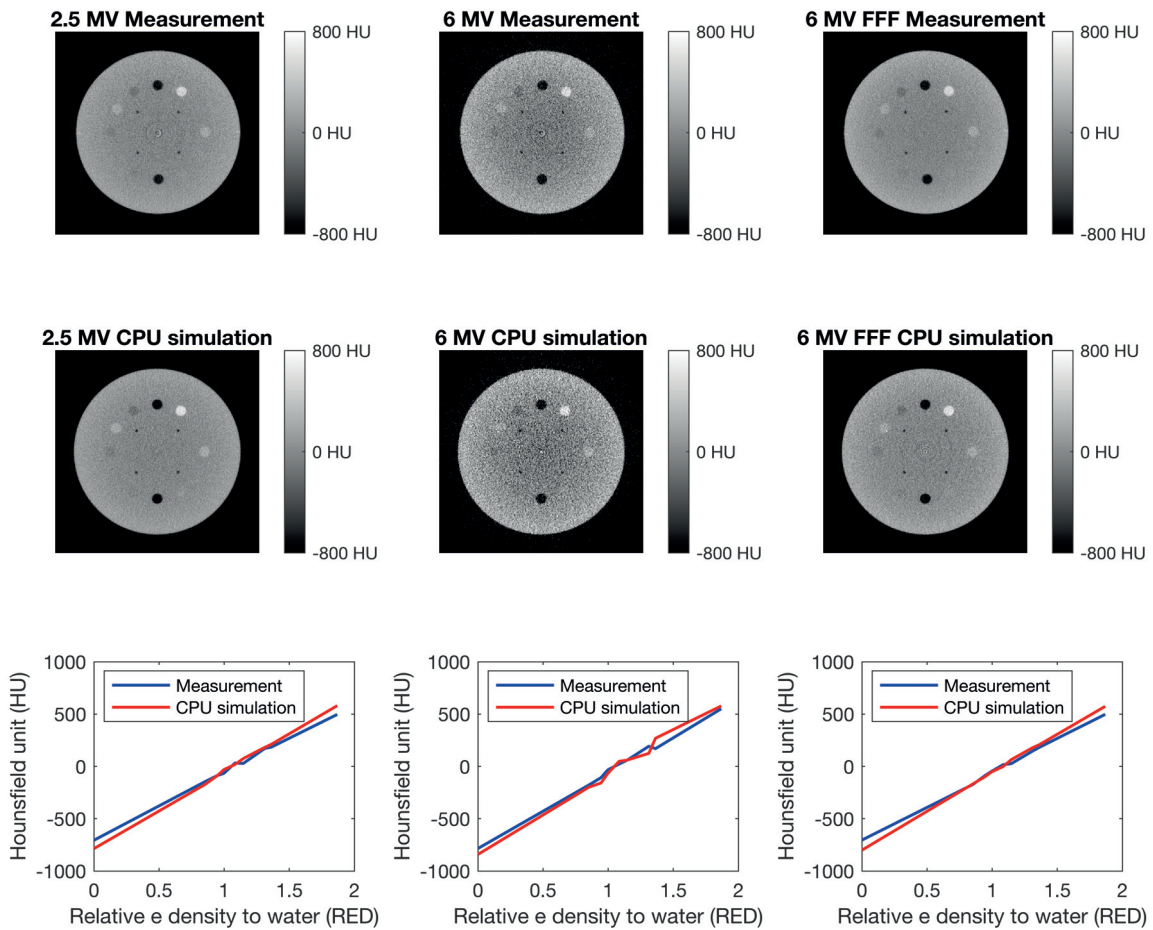 2.5 MV Measurement
6 MV Measurement
6 MV FFF Measurement
800 HU
0 HU
-800 HU
800 HU
0 HU
-800 HU
800 HU
0 HU
-800 HU
2.5 MV CPU simulation
6 MV CPU simulation
6 MV FFF CPU simulation
800 HU
0 HU
-800 HU
800 HU
0 HU
-800 HU
800 HU
0 HU
-800 HU
Hounsfield unit (HU)
1000
500
0
-500
-1000
Measurement
CPU simulation
0 0.5 1 1.5 2
Relative e density to water (RED)
Hounsfield unit (HU)
1000
500
0
-500
-1000
Measurement
CPU simulation
0 0.5 1 1.5 2
Relative e density to water (RED)
Hounsfield unit (HU)
1000
500
0
-500
-1000
Measurement
CPU simulation
0 0.5 1 1.5 2
Relative e density to water (RED)